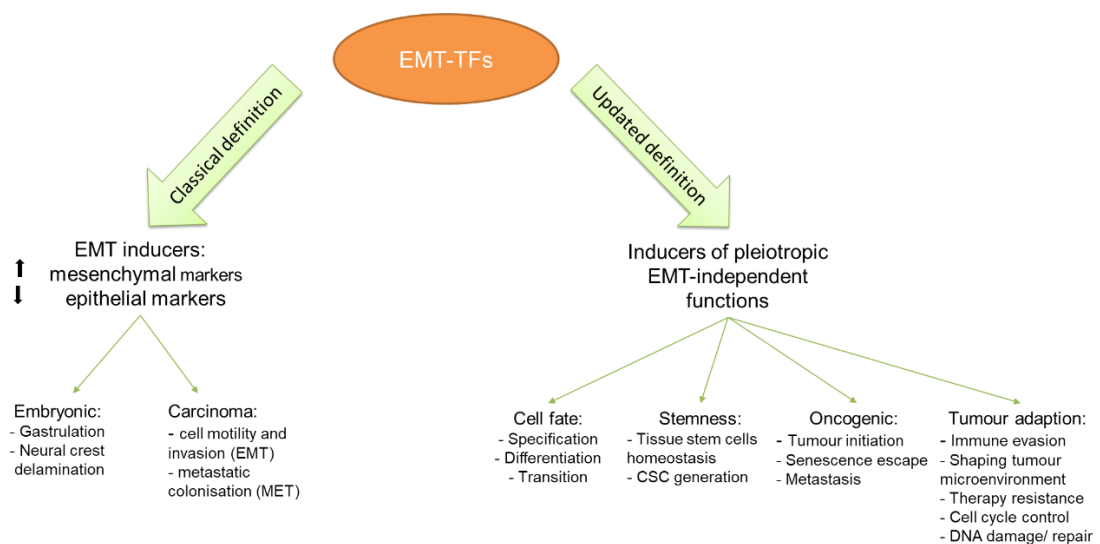 EMT-TFs
Classical definition
Updated definition
EMT inducers:
mesenchymal markers
epithelial markers
Inducers of pleiotropic
EMT-independent
functions
Embryonic:
- Gastrulation
- Neural crest
delamination
Carcinoma:
- cell motility and
invasion (EMT)
- metastatic
colonisation (MET)
Cell fate:
- Specification
- Differentiation
- Transition
Stemness:
- Tissue stem cells
homeostasis
- CSC generation
Oncogenic:
- Tumour initiation
- Senescence escape
- Metastasis
Tumour adaption:
- Immune evasion
- Shaping tumour
microenvironment
- Therapy resistance
- Cell cycle control
- DNA damage/ repair